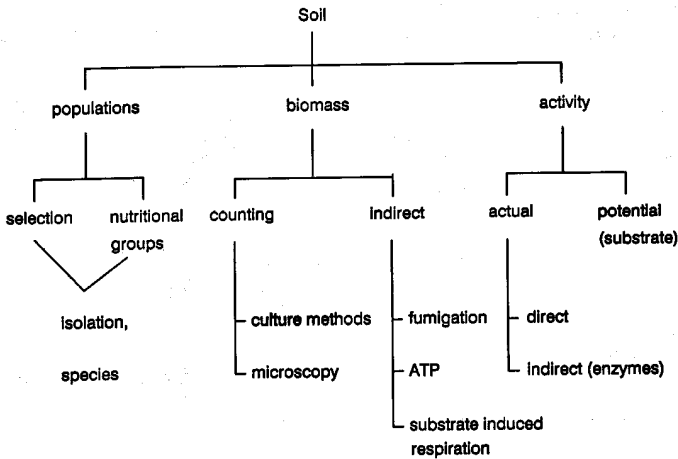 Soil
populations
biomass
activity
selection
nutritional
groups
counting
indirect
actual
potential
(substrate)
isolation,
species
culture methods
microscopy
fumigation
ATP
substrate induced
respiration
direct
indirect (enzymes)